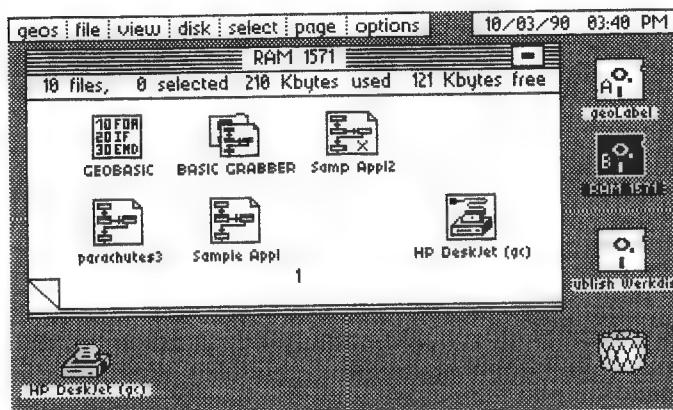 geos file view disk select page options 10/03/90 03:40 PM
RAM 1571
10 files, 0 selected 210 Kbytes used 121 Kbytes free
10 FOR
20 IF
30 END
GEOBASIC BASIC GRABBER Samp Appl2
parachutes3 Sample Appl HP DeskJet (gc)
1
A
geoLabel
B
RAM 1571
ublish Werkdis
HP DeskJet (gc)